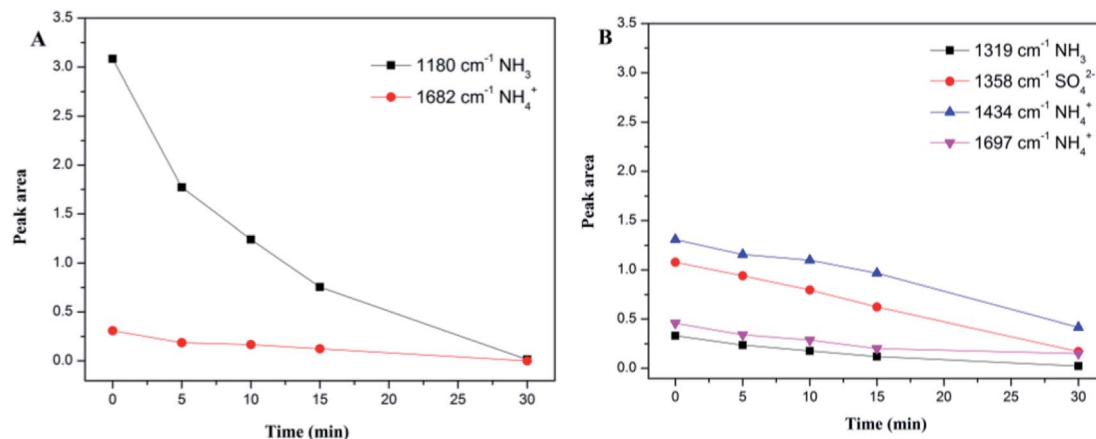 A
3.5
3.0
2.5
2.0
1.5
1.0
0.5
0.0
Peak area
1180 cm⁻¹ NH₃
1682 cm⁻¹ NH₄⁺
0 5 10 15 20 25 30
Time (min)
B
3.5
3.0
2.5
2.0
1.5
1.0
0.5
0.0
Peak area
1319 cm⁻¹ NH₃
1358 cm⁻¹ SO₄²⁻
1434 cm⁻¹ NH₄⁺
1697 cm⁻¹ NH₄⁺
0 5 10 15 20 25 30
Time (min)